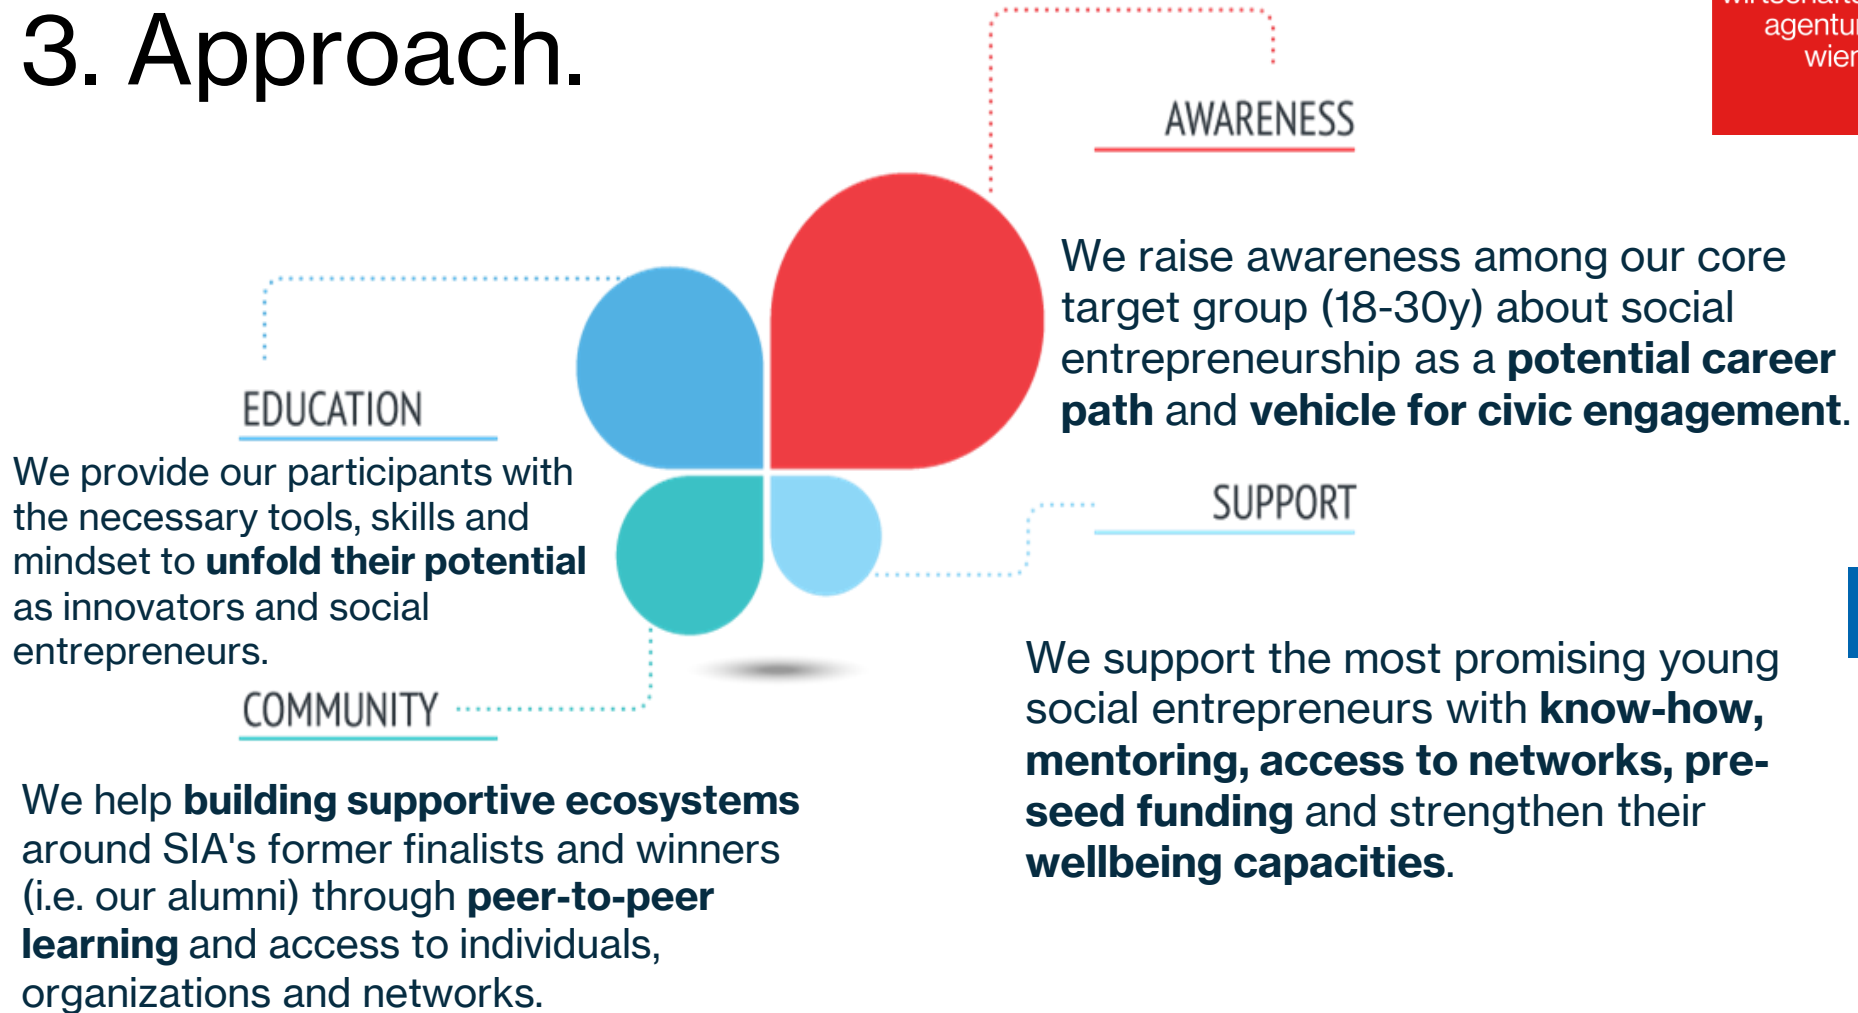 3. Approach.
agentur
wien
AWARENESS
We raise awareness among our core
target group (18-30y) about social
entrepreneurship as a potential career
path and vehicle for civic engagement.
EDUCATION
We provide our participants with
the necessary tools, skills and
mindset to unfold their potential
as innovators and social
entrepreneurs.
SUPPORT
We support the most promising young
social entrepreneurs with know-how,
mentoring, access to networks, pre-
seed funding and strengthen their
wellbeing capacities.
COMMUNITY
We help building supportive ecosystems
around SIA's former finalists and winners
(i.e. our alumni) through peer-to-peer
learning and access to individuals,
organizations and networks.